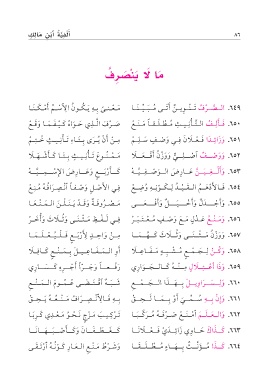 ٨٦ أَلْفِيَّةُ ابْنِ مَالِكٍ
مَا لَا يَنْصَرِفُ
٦٤٩. الصَّرْفُ تَنْوِينٌ أَتَى مُبَيِّنَا مَعْنًى بِهِ يَكُونُ الِاسْمُ أَمْكَنَا
٦٥٠. فَأَلِفُ التَّأْنِيثِ مُطْلَقًا مَنَعْ صَرْفَ الَّذِي حَوَاهُ كَيْفَمَا وَقَعْ
٦٥١. وَزَائِدَا فَعْلَانَ فِي وَصْفٍ سَلِمْ مِنْ أَنْ يُرَى بِتَاءِ تَأْنِيثٍ خُتِمْ
٦٥٢. وَوَصْفٌ اصْلِيٌّ وَوَزْنُ أَفْعَلَا مَمْنُوعَ تَأْنِيثٍ بِتَا كَأَشْهَلَا
٦٥٣. وَأَلْغِيَنَّ عَارِضَ الْوَصْفِيَّهْ كَأَرْبَعٍ وَعَارِضَ الْإِسْمِيَّهْ
٦٥٤. فَالْأَدْهَمُ الْقَيْدُ لِكَوْنِهِ وُضِعْ فِي الْأَصْلِ وَصْفًا انْصِرَافُهُ مُنِعْ
٦٥٥. وَأَجْدَلٌ وَأَخْيَلٌ وَأَفْعَى مَصْرُوفَةٌ وَقَدْ يَنَلْنَ الْمَنْعَا
٦٥٦. وَمَنْعُ عَدْلٍ مَعَ وَصْفٍ مُعْتَبَرْ فِي لَفْظِ مَثْنَى وَثُلَاثَ وَأُخَرْ
٦٥٧. وَوَزْنُ مَثْنَى وَثُلَاثَ كَهُمَا مِنْ وَاحِدٍ لِأَرْبَعٍ فَلْيُعْلَمَا
٦٥٨. وَكُنْ لِجَمْعٍ مُشْبِهٍ مَفَاعِلَا أَوِ الْمَفَاعِيلَ بِمَنْعٍ كَافِلَا
٦٥٩. وَذَا اعْتِلَالٍ مِنْهُ كَالْجَوَارِي رَفْعًا وَجَرًّا أَجْرِهِ كَسَارِي
٦٦٠. وَلِسَرَاوِيلَ بِهَذَا الْجَمْعِ شَبَهٌ اقْتَضَى عُمُومَ الْمَنْعِ
٦٦١. وَإِنْ بِهِ سُمِّيَ أَوْ بِمَا لَحِقْ بِهِ فَالِانْصِرَافُ مَنْعُهُ يَحِقْ
٦٦٢. وَالْعَلَمَ امْنَعْ صَرْفَهُ مُرَكَّبَا تَرْكِيبَ مَزْجٍ نَحْوُ مَعْدِي كَرِبَا
٦٦٣. كَذَاكَ حَاوِي زَائِدَيْ فَعْلَانَا كَغَطَفَانَ وَكَأَصْبَهَانَا
٦٦٤. كَذَا مُؤَنَّثٌ بِهَاءٍ مُطْلَقَا وَشَرْطُ مَنْعِ الْعَارِ كَوْنُهُ ارْتَقَى